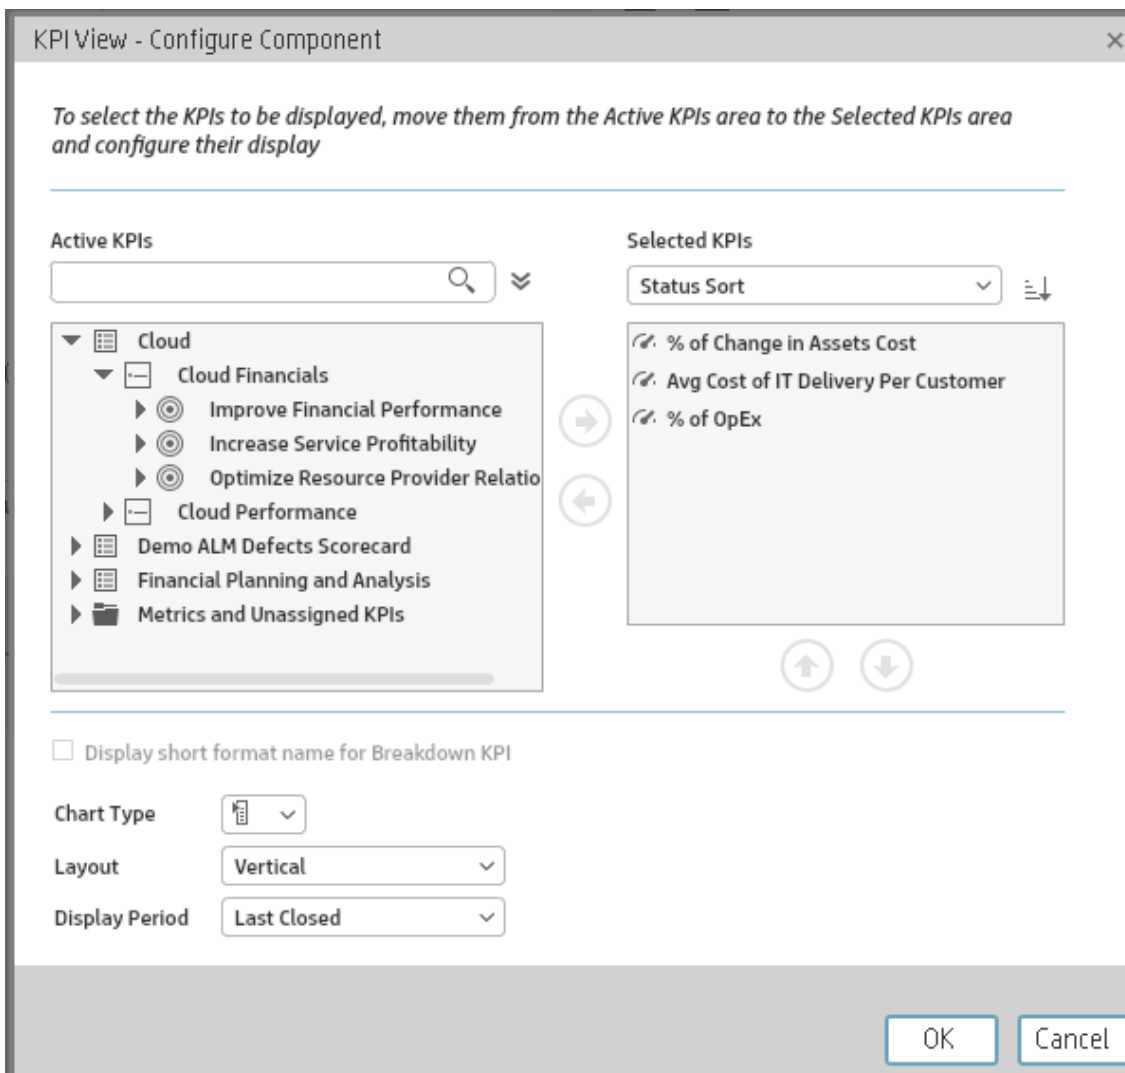 KPI View - Configure Component
To select the KPIs to be displayed, move them from the Active KPIs area to the Selected KPIs area
and configure their display
Active KPIs
Selected KPIs
Status Sort
Cloud
Cloud Financials
Improve Financial Performance
Increase Service Profitability
Optimize Resource Provider Relatio
Cloud Performance
Demo ALM Defects Scorecard
Financial Planning and Analysis
Metrics and Unassigned KPIs
% of Change in Assets Cost
Avg Cost of IT Delivery Per Customer
% of OpEx
Display short format name for Breakdown KPI
Chart Type
Layout Vertical
Display Period Last Closed
OK Cancel